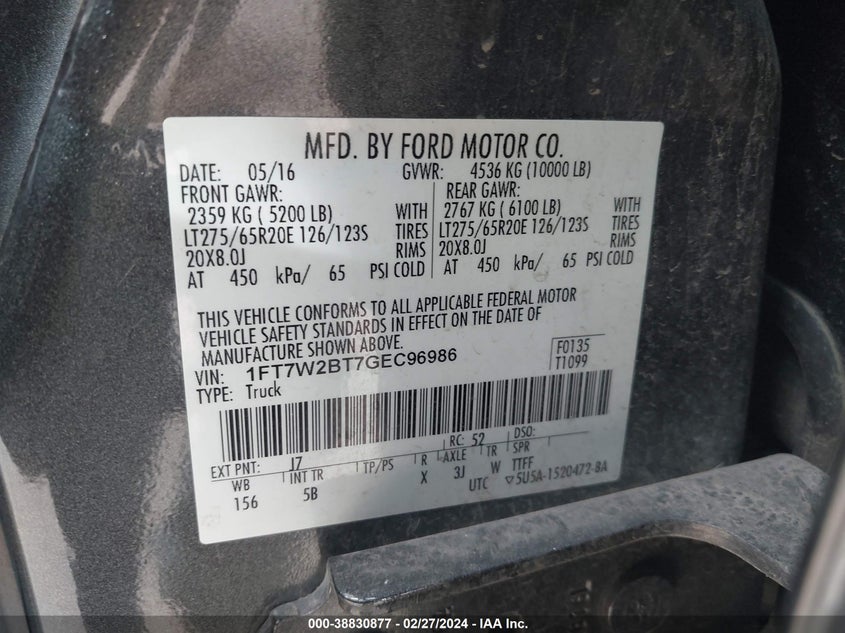 MFD. BY FORD MOTOR CO.
DATE: 05/16 GVWR: 4536 KG (10000 LB)
FRONT GAWR: REAR GAWR:
2359 KG ( 5200 LB) WITH 2767 KG ( 6100 LB) WITH
LT275/65R20E 126/123S TIRES LT275/65R20E 126/123S TIRES
20X8.0J RIMS 20X8.0J RIMS
AT 450 kPa/ 65 PSI COLD AT 450 kPa/ 65 PSI COLD
THIS VEHICLE CONFORMS TO ALL APPLICABLE FEDERAL MOTOR
VEHICLE SAFETY STANDARDS IN EFFECT ON THE DATE OF
MANUFACTURE SHOWN ABOVE.
VIN: 1FT7W2BT7GEC96986 F0135
TYPE: Truck T1099
EXT PNT: J7 RC: 52 DSO:
WB INT TR TP/PS R AXLE TR SPR
156 5B X 3J W TTFF
UTC ▽5U5A-1520472-BA
000-38830877 - 02/27/2024 - IAA Inc.